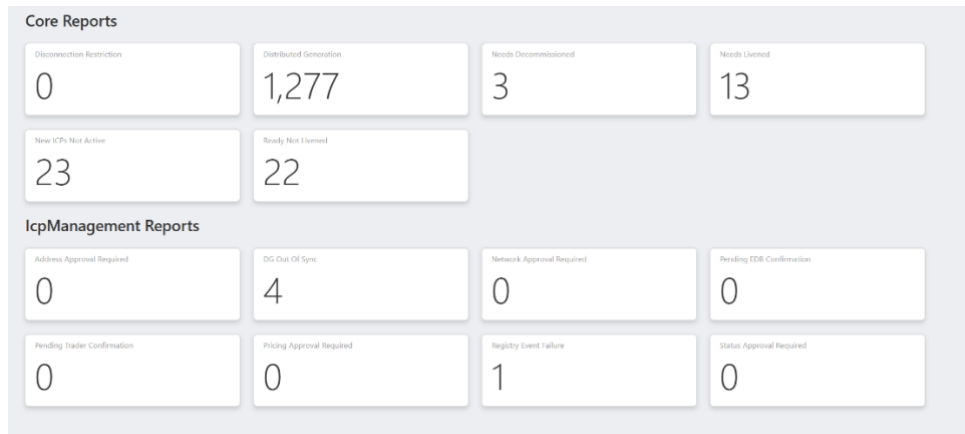 Core Reports
Disconnection Restriction
0
Distributed Generation
1,277
Needs Decommissioned
3
Needs Livened
13
New ICPs Not Active
23
Ready Not Livened
22
IcpManagement Reports
Address Approval Required
0
DG Out Of Sync
4
Network Approval Required
0
Pending EDB Confirmation
0
Pending Trader Confirmation
0
Pricing Approval Required
0
Registry Event Failure
1
Status Approval Required
0